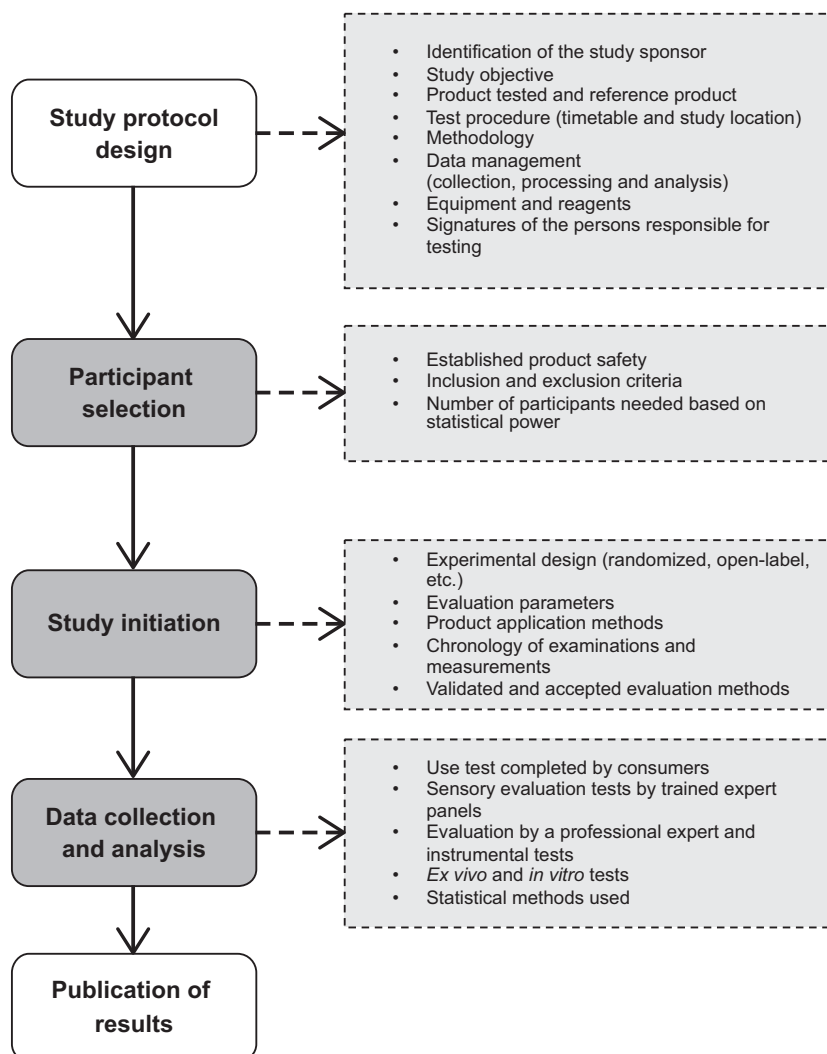 Study protocol
design
• Identification of the study sponsor
• Study objective
• Product tested and reference product
• Test procedure (timetable and study location)
• Methodology
• Data management
(collection, processing and analysis)
• Equipment and reagents
• Signatures of the persons responsible for
testing
Participant
selection
• Established product safety
• Inclusion and exclusion criteria
• Number of participants needed based on
statistical power
Study initiation
• Experimental design (randomized, open-label,
etc.)
• Evaluation parameters
• Product application methods
• Chronology of examinations and
measurements
• Validated and accepted evaluation methods
Data collection
and analysis
• Use test completed by consumers
• Sensory evaluation tests by trained expert
panels
• Evaluation by a professional expert and
instrumental tests
• Ex vivo and in vitro tests
• Statistical methods used
Publication of
results